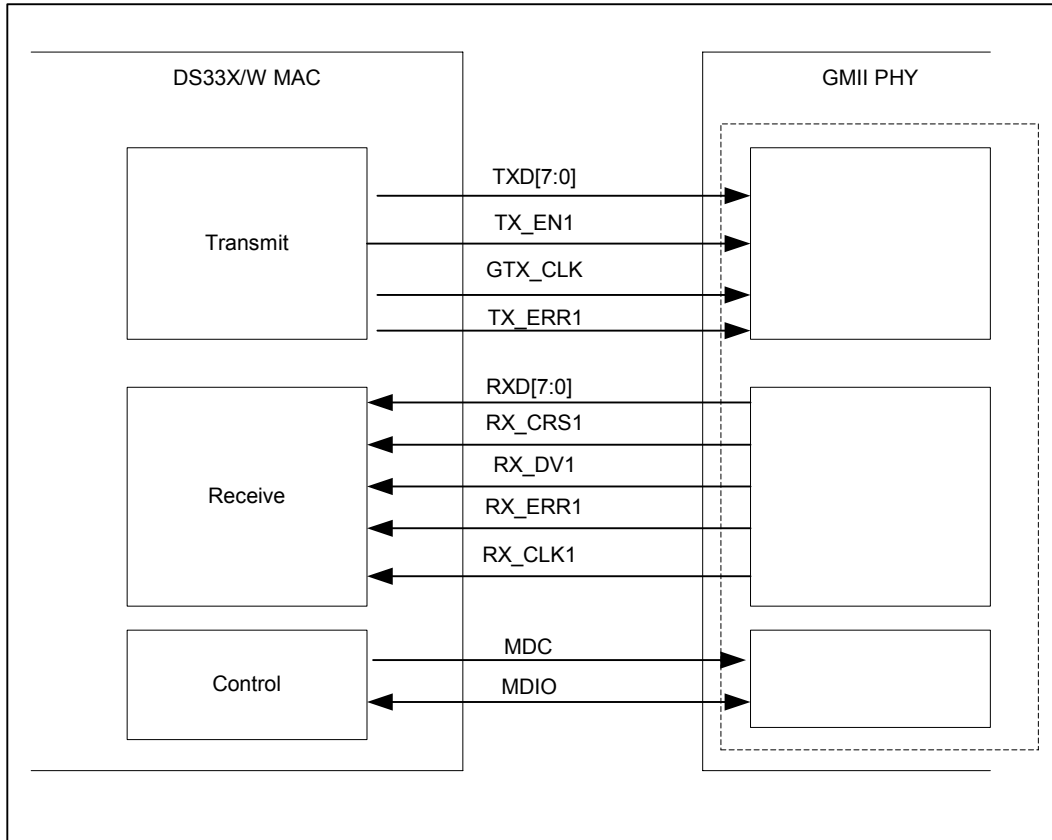 DS33X/W MAC
GMII PHY
TXD[7:0]
TX_EN1
Transmit
GTX_CLK
TX_ERR1
RXD[7:0]
RX_CRS1
RX_DV1
Receive
RX_ERR1
RX_CLK1
MDC
Control
MDIO